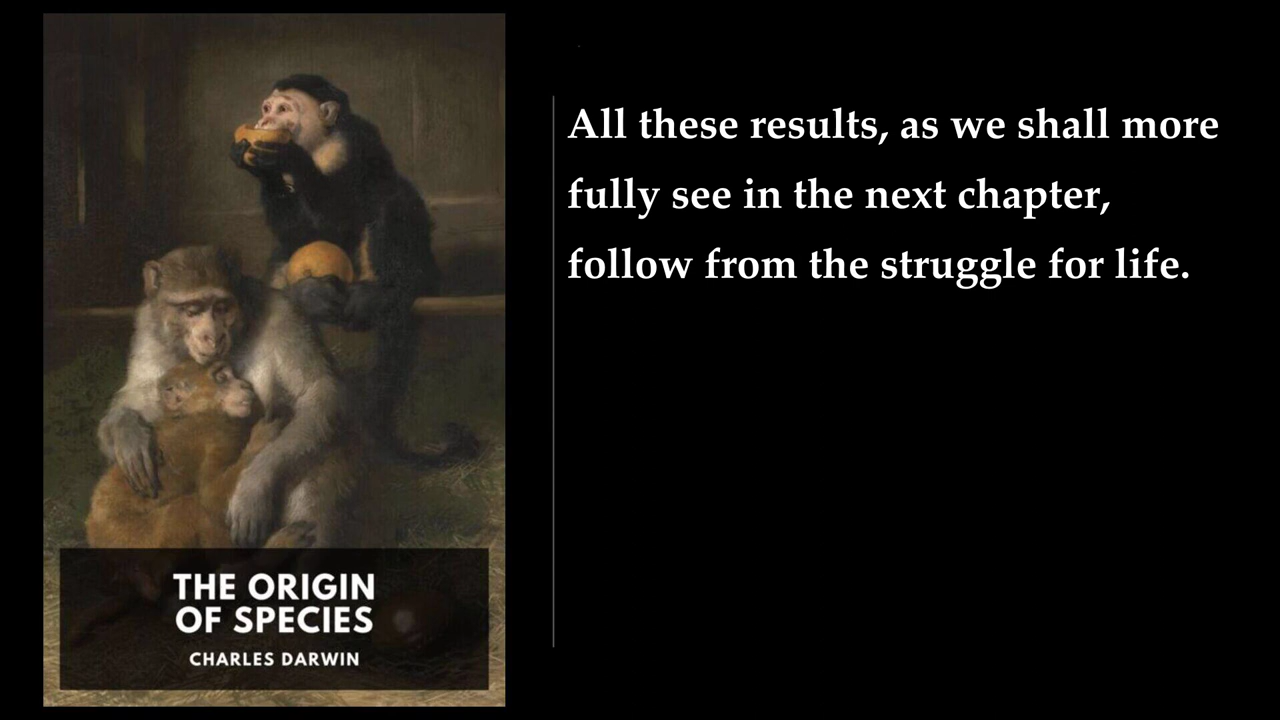 THE ORIGIN
OF SPECIES
CHARLES DARWIN
All these results, as we shall more
fully see in the next chapter,
follow from the struggle for life.